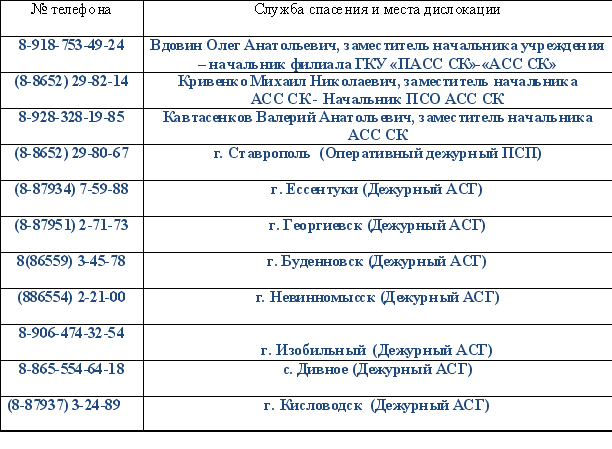 № телефона Служба спасения и места дислокации
8-918-753-49-24 Вдовин Олег Анатольевич, заместитель начальника учреждения
– начальник филиала ГКУ «ПАСС СК»-«АСС СК»
(8-8652) 29-82-14 Кривенко Михаил Николаевич, заместитель начальника
АСС СК - Начальник ПСО АСС СК
8-928-328-19-85 Кавтасенков Валерий Анатольевич, заместитель начальника
АСС СК
(8-8652) 29-80-67 г. Ставрополь (Оперативный дежурный ПСП)
(8-87934) 7-59-88 г. Ессентуки (Дежурный АСГ)
(8-87951) 2-71-73 г. Георгиевск (Дежурный АСГ)
8(86559) 3-45-78 г. Буденновск (Дежурный АСГ)
(886554) 2-21-00 г. Невинномысск (Дежурный АСГ)
8-906-474-32-54
г. Изобильный (Дежурный АСГ)
8-865-554-64-18 с. Дивное (Дежурный АСГ)
(8-87937) 3-24-89 г. Кисловодск (Дежурный АСГ)